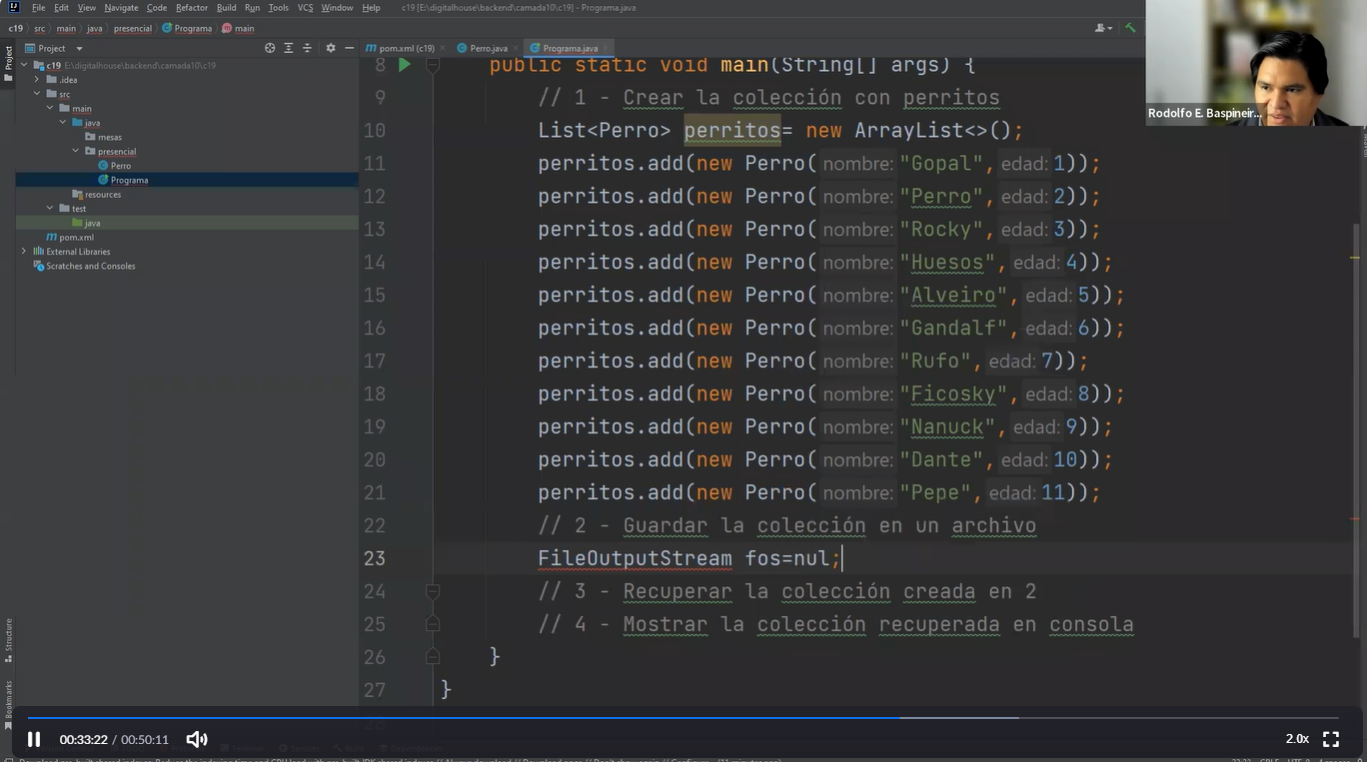 File Edit View Navigate Code Refactor Build Run Tools VCS Window Help c19 [E:\digitalhouse\backend\camada10\c19] - Programa.java
c19 src main java presencial Programa main
Project
pom.xml (c19) Perro.java Programa.java
Project
c19 E:\digitalhouse\backend\camada10\c19
.idea
src
main
java
mesas
presencial
Perro
Programa
resources
test
java
pom.xml
External Libraries
Scratches and Consoles
Structure
Bookmarks
8 public static void main(String[] args) {
9 // 1 - Crear la colección con perritos
10 List<Perro> perritos= new ArrayList<>();
11 perritos.add(new Perro( nombre: "Gopal", edad: 1));
12 perritos.add(new Perro( nombre: "Perro", edad: 2));
13 perritos.add(new Perro( nombre: "Rocky", edad: 3));
14 perritos.add(new Perro( nombre: "Huesos", edad: 4));
15 perritos.add(new Perro( nombre: "Alveiro", edad: 5));
16 perritos.add(new Perro( nombre: "Gandalf", edad: 6));
17 perritos.add(new Perro( nombre: "Rufo", edad: 7));
18 perritos.add(new Perro( nombre: "Ficosky", edad: 8));
19 perritos.add(new Perro( nombre: "Nanuck", edad: 9));
20 perritos.add(new Perro( nombre: "Dante", edad: 10));
21 perritos.add(new Perro( nombre: "Pepe", edad: 11));
22 // 2 - Guardar la colección en un archivo
23 FileOutputStream fos=nul;
24 // 3 - Recuperar la colección creada en 2
25 // 4 - Mostrar la colección recuperada en consola
26 }
27 }
Rodolfo E. Baspineir...
00:33:22 / 00:50:11
2.0x